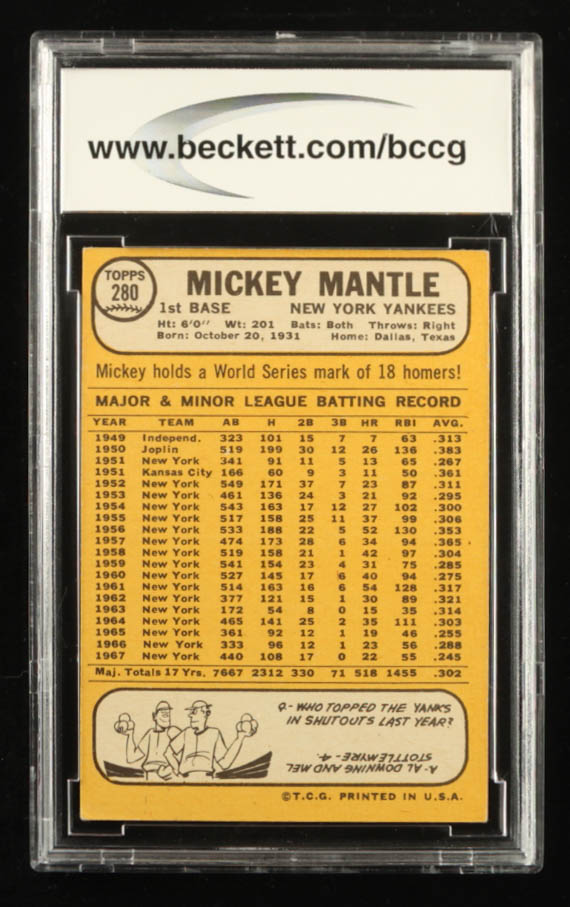 www.beckett.com/bccg
TOPPS
280
MICKEY MANTLE
1st BASE NEW YORK YANKEES
Ht: 6'0" Wt: 201 Bats: Both Throws: Right
Born: October 20, 1931 Home: Dallas, Texas
Mickey holds a World Series mark of 18 homers!
MAJOR & MINOR LEAGUE BATTING RECORD
YEAR TEAM AB H 2B 3B HR RBI AVG.
1949 Independ. 323 101 15 7 7 63 .313
1950 Joplin 519 199 30 12 26 136 .383
1951 New York 341 91 11 5 13 65 .267
1951 Kansas City 166 60 9 3 11 50 .361
1952 New York 549 171 37 7 23 87 .311
1953 New York 461 136 24 3 21 92 .295
1954 New York 543 163 17 12 27 102 .300
1955 New York 517 158 25 11 37 99 .306
1956 New York 533 188 22 5 52 130 .353
1957 New York 474 173 28 6 34 94 .365
1958 New York 519 158 21 1 42 97 .304
1959 New York 541 154 23 4 31 75 .285
1960 New York 527 145 17 6 40 94 .275
1961 New York 514 163 16 6 54 128 .317
1962 New York 377 121 15 1 30 89 .321
1963 New York 172 54 8 0 15 35 .314
1964 New York 465 141 25 2 35 111 .303
1965 New York 361 92 12 1 19 46 .255
1966 New York 333 96 12 1 23 56 .288
1967 New York 440 108 17 0 22 55 .245
Maj. Totals 17 Yrs. 7667 2312 330 71 518 1455 .302
Q- WHO TOPPED THE YANKS
IN SHUTOUTS LAST YEAR?
A- AL DOWNING AND MEL
STOTTLEMYRE - 4.
©T.C.G. PRINTED IN U.S.A.